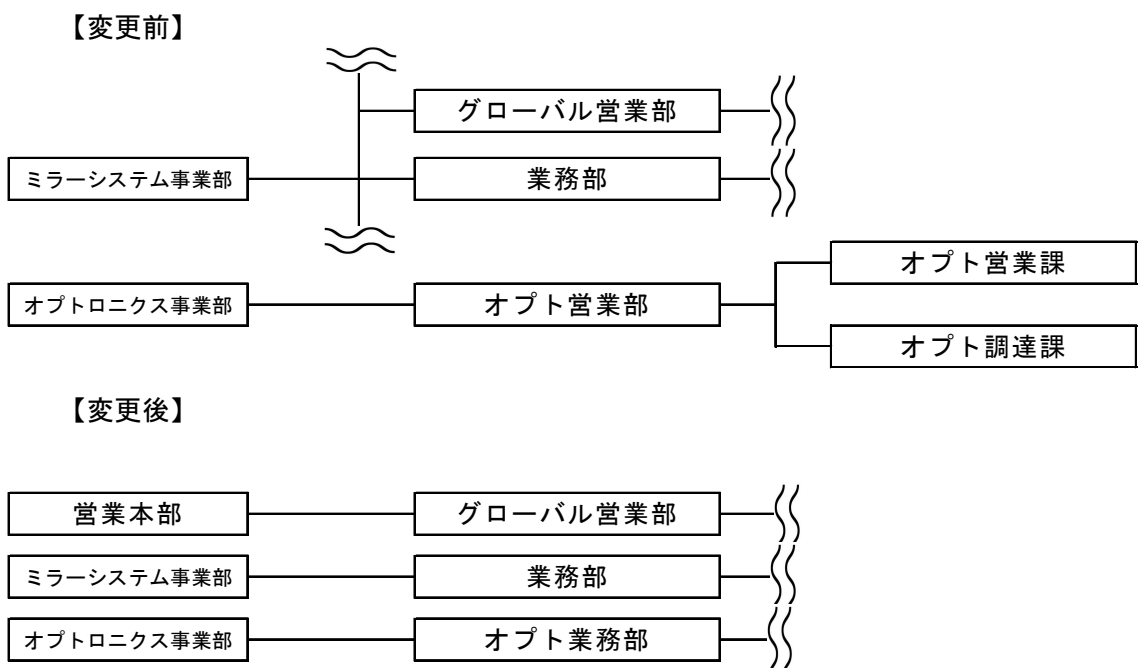 【変更前】
グローバル営業部
ミラーシステム事業部
業務部
オプト営業課
オプトロニクス事業部
オプト営業部
オプト調達課
【変更後】
営業本部
グローバル営業部
ミラーシステム事業部
業務部
オプトロニクス事業部
オプト業務部